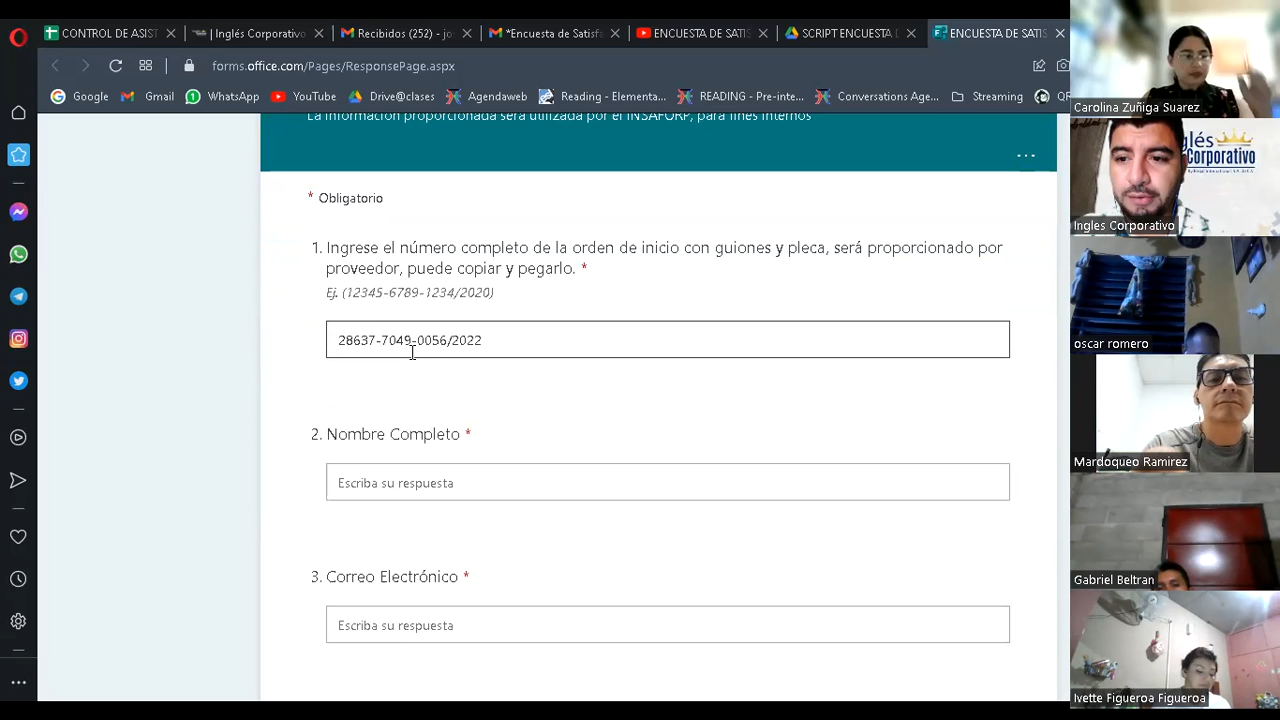 CONTROL DE ASIST
| Inglés Corporativo
Recibidos (252) - jo
*Encuesta de Satisfa
ENCUESTA DE SATIS
SCRIPT ENCUESTA D
ENCUESTA DE SATIS
forms.office.com/Pages/ResponsePage.aspx
Google
Gmail
WhatsApp
YouTube
Drive@clases
Agendaweb
Reading - Elementa...
READING - Pre-inte...
Conversations Age...
Streaming
QR
La información proporcionada será utilizada por el INSAFORP, para fines internos
* Obligatorio
1. Ingrese el número completo de la orden de inicio con guiones y pleca, será proporcionado por
proveedor, puede copiar y pegarlo. *
Ej. (12345-6789-1234/2020)
28637-7049-0056/2022
2. Nombre Completo *
Escriba su respuesta
3. Correo Electrónico *
Escriba su respuesta
Carolina Zuñiga Suarez
glés
Corporativo
Ingles Corporativo
oscar romero
Mardoqueo Ramirez
Gabriel Beltran
Ivette Figueroa Figueroa